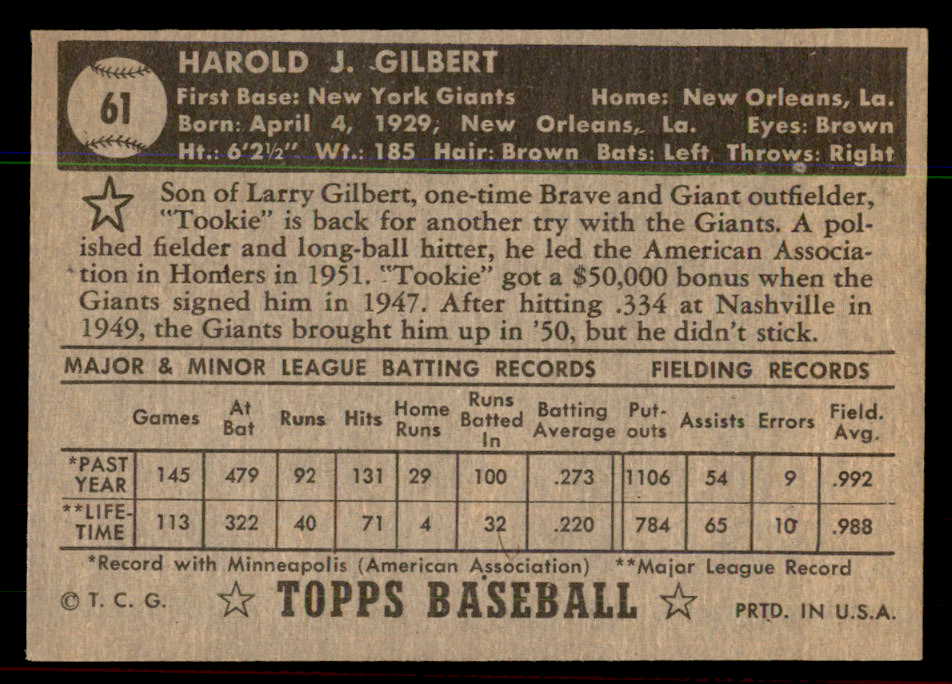 61
HAROLD J. GILBERT
First Base: New York Giants Home: New Orleans, La.
Born: April 4, 1929, New Orleans, La. Eyes: Brown
Ht.: 6'2½" Wt.: 185 Hair: Brown Bats: Left Throws: Right
Son of Larry Gilbert, one-time Brave and Giant outfielder,
"Tookie" is back for another try with the Giants. A pol-
ished fielder and long-ball hitter, he led the American Associa-
tion in Homers in 1951. "Tookie" got a $50,000 bonus when the
Giants signed him in 1947. After hitting .334 at Nashville in
1949, the Giants brought him up in '50, but he didn't stick.
MAJOR & MINOR LEAGUE BATTING RECORDS FIELDING RECORDS
Games At Bat Runs Hits Home Runs Runs Batted In Batting Average Put-outs Assists Errors Field. Avg.
*PAST YEAR 145 479 92 131 29 100 .273 1106 54 9 .992
**LIFE-TIME 113 322 40 71 4 32 .220 784 65 10 .988
*Record with Minneapolis (American Association) **Major League Record
© T. C. G. TOPPS BASEBALL PRTD. IN U.S.A.